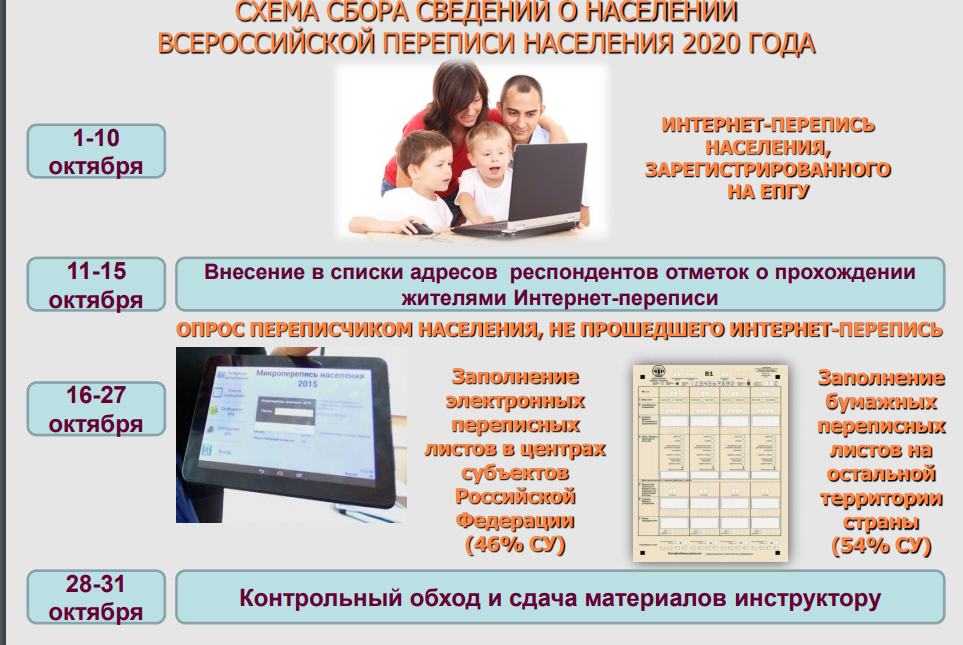 СХЕМА СБОРА СВЕДЕНИЙ О НАСЕЛЕНИИ
ВСЕРОССИЙСКОЙ ПЕРЕПИСИ НАСЕЛЕНИЯ 2020 ГОДА
1-10
октября
ИНТЕРНЕТ-ПЕРЕПИСЬ
НАСЕЛЕНИЯ,
ЗАРЕГИСТРИРОВАННОГО
НА ЕПГУ
11-15
октября
Внесение в списки адресов респондентов отметок о прохождении
жителями Интернет-переписи
ОПРОС ПЕРЕПИСЧИКОМ НАСЕЛЕНИЯ, НЕ ПРОШЕДШЕГО ИНТЕРНЕТ-ПЕРЕПИСЬ
16-27
октября
Микроперепись населения
2015
Заполнение
электронных
переписных
листов в центрах
субъектов
Российской
Федерации
(46% СУ)
В1
Заполнение
бумажных
переписных
листов на
остальной
территории
страны
(54% СУ)
28-31
октября
Контрольный обход и сдача материалов инструктору